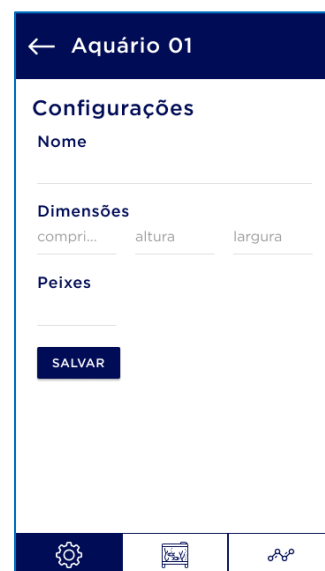 Aquário 01
Configurações
Nome
Dimensões
compri... altura largura
Peixes
SALVAR